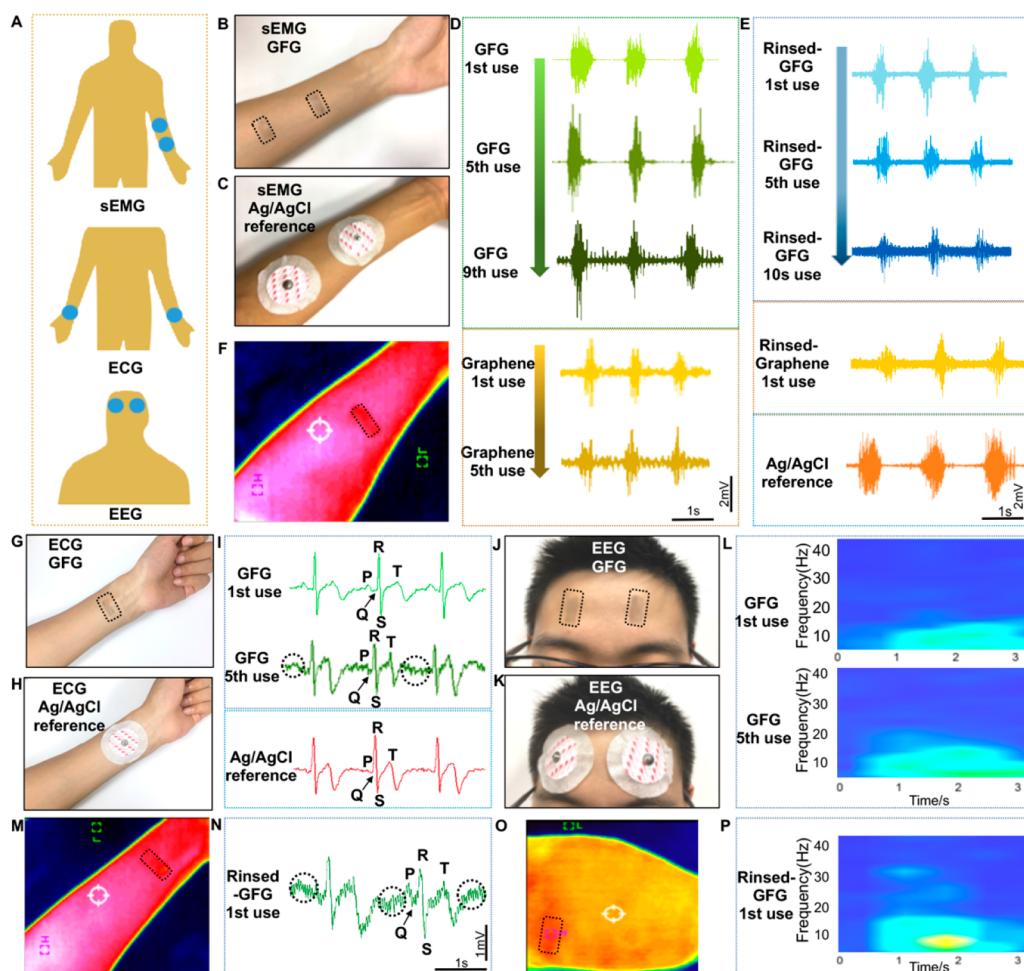 A
sEMG
ECG
EEG
B
sEMG
GFG
C
sEMG
Ag/AgCl
reference
D
GFG
1st use
GFG
5th use
GFG
9th use
Graphene
1st use
Graphene
5th use
1s
2mV
E
Rinsed-
GFG
1st use
Rinsed-
GFG
5th use
Rinsed-
GFG
10s use
Rinsed-
Graphene
1st use
Ag/AgCl
reference
1s
2mV
F
H
L
G
ECG
GFG
H
ECG
Ag/AgCl
reference
I
GFG
1st use
P
Q
R
S
T
GFG
5th use
P
Q
R
S
T
Ag/AgCl
reference
P
Q
R
S
T
J
EEG
GFG
K
EEG
Ag/AgCl
reference
L
GFG
1st use
Frequency(Hz)
40
30
20
10
1
2
3
GFG
5th use
Frequency(Hz)
40
30
20
10
1
2
3
Time/s
M
L
H
N
Rinsed
-GFG
1st use
P
Q
R
S
T
1s
1mV
O
L
P
Rinsed-
GFG
1st use
Frequency(Hz)
40
30
20
10
1
2
3
Time/s